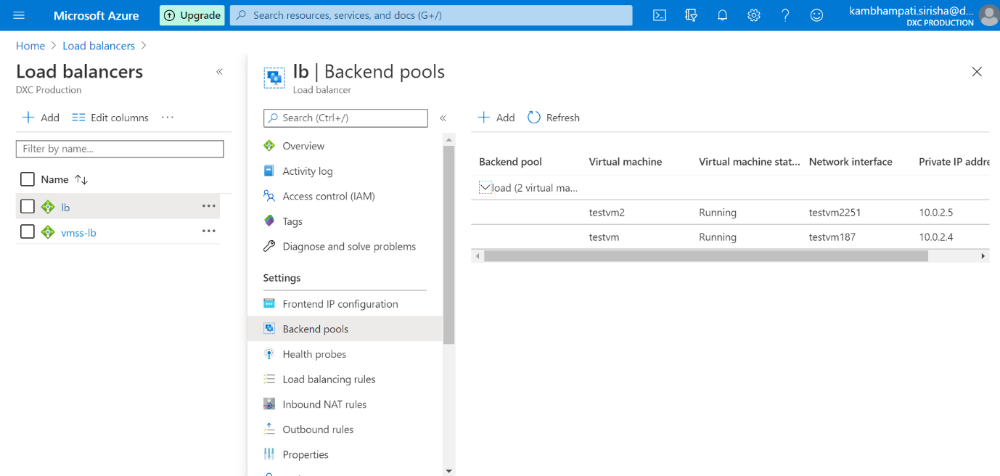 Microsoft Azure
Upgrade
Search resources, services, and docs (G+/)
kambhampati.sirisha@d...
DXC PRODUCTION
Home > Load balancers >
Load balancers
DXC Production
Add
Edit columns
Filter by name...
Name
lb
vmss-lb
lb | Backend pools
Load balancer
Search (Ctrl+/)
Overview
Activity log
Access control (IAM)
Tags
Diagnose and solve problems
Settings
Frontend IP configuration
Backend pools
Health probes
Load balancing rules
Inbound NAT rules
Outbound rules
Properties
Add
Refresh
Backend pool Virtual machine Virtual machine stat... Network interface Private IP addre
load (2 virtual ma...
testvm2 Running testvm2251 10.0.2.5
testvm Running testvm187 10.0.2.4